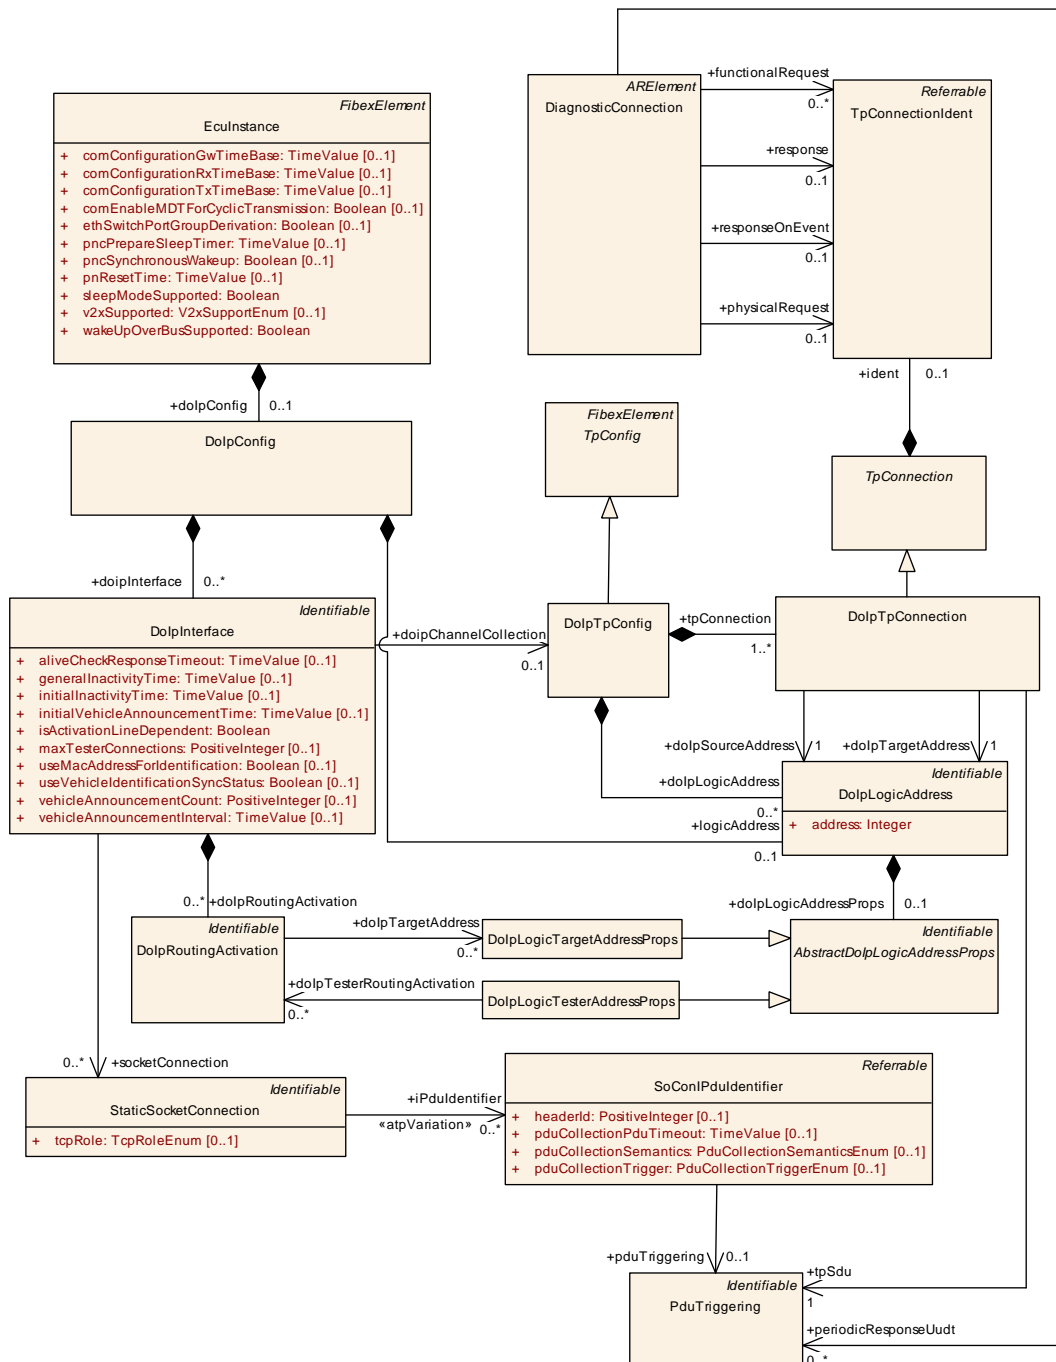 ARElement
DiagnosticConnection
+functionalRequest
0..*
+response
0..1
+responseOnEvent
0..1
+physicalRequest
0..1
Referrable
TpConnectionIdent
FibexElement
EcuInstance
+ comConfigurationGwTimeBase: TimeValue [0..1]
+ comConfigurationRxTimeBase: TimeValue [0..1]
+ comConfigurationTxTimeBase: TimeValue [0..1]
+ comEnableMDTForCyclicTransmission: Boolean [0..1]
+ ethSwitchPortGroupDerivation: Boolean [0..1]
+ pncPrepareSleepTimer: TimeValue [0..1]
+ pncSynchronousWakeup: Boolean [0..1]
+ pnResetTime: TimeValue [0..1]
+ sleepModeSupported: Boolean
+ v2xSupported: V2xSupportEnum [0..1]
+ wakeUpOverBusSupported: Boolean
+ident 0..1
+doIpConfig 0..1
DoIpConfig
FibexElement
TpConfig
TpConnection
+doipInterface 0..*
Identifiable
DoIpInterface
+ aliveCheckResponseTimeout: TimeValue [0..1]
+ generalInactivityTime: TimeValue [0..1]
+ initialInactivityTime: TimeValue [0..1]
+ initialVehicleAnnouncementTime: TimeValue [0..1]
+ isActivationLineDependent: Boolean
+ maxTesterConnections: PositiveInteger [0..1]
+ useMacAddressForIdentification: Boolean [0..1]
+ useVehicleIdentificationSyncStatus: Boolean [0..1]
+ vehicleAnnouncementCount: PositiveInteger [0..1]
+ vehicleAnnouncementInterval: TimeValue [0..1]
+doipChannelCollection
0..1
DoIpTpConfig
+tpConnection
1..*
DoIpTpConnection
+doIpSourceAddress 1
+doIpTargetAddress 1
+doIpLogicAddress
0..*
+logicAddress
0..1
Identifiable
DoIpLogicAddress
+ address: Integer
0..* +doIpRoutingActivation
+doIpLogicAddressProps 0..1
Identifiable
DoIpRoutingActivation
+doIpTargetAddress
0..*
DoIpLogicTargetAddressProps
Identifiable
AbstractDoIpLogicAddressProps
+doIpTesterRoutingActivation
0..*
DoIpLogicTesterAddressProps
0..* +socketConnection
Identifiable
StaticSocketConnection
+ tcpRole: TcpRoleEnum [0..1]
+iPduIdentifier
«atpVariation» 0..*
Referrable
SoConIPduIdentifier
+ headerId: PositiveInteger [0..1]
+ pduCollectionPduTimeout: TimeValue [0..1]
+ pduCollectionSemantics: PduCollectionSemanticsEnum [0..1]
+ pduCollectionTrigger: PduCollectionTriggerEnum [0..1]
+pduTriggering 0..1
Identifiable
PduTriggering
+tpSdu
1
+periodicResponseUudt
0..*